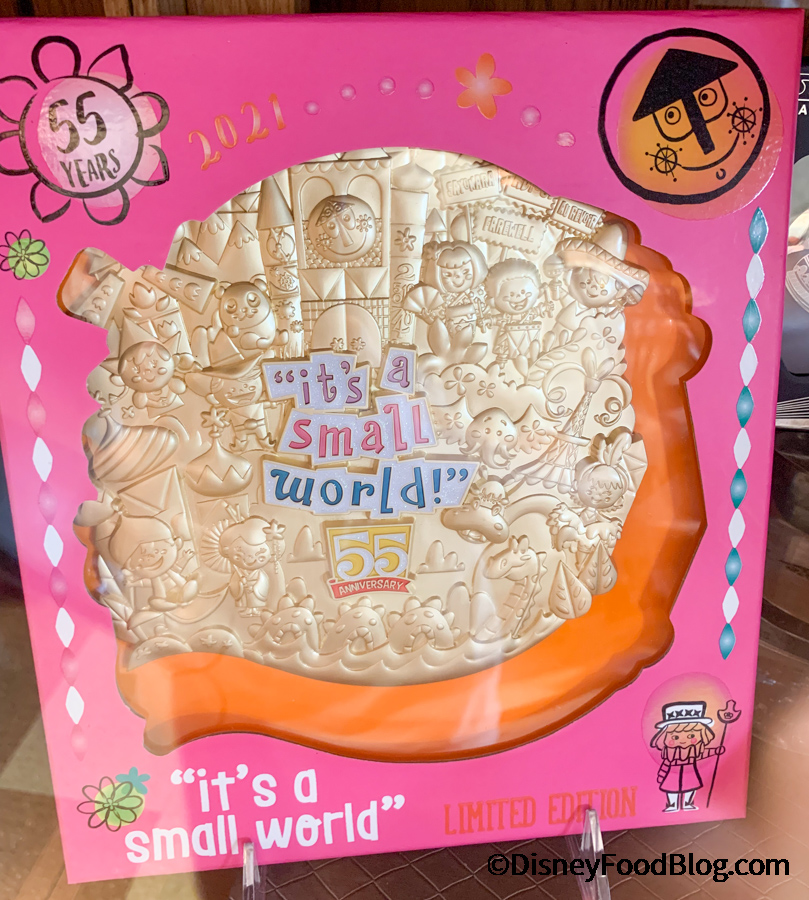 55
YEARS
2021
FAREWELL
"it's a
small
world!"
55
ANNIVERSARY
"it's a
small world"
LIMITED EDITION
©DisneyFoodBlog.com